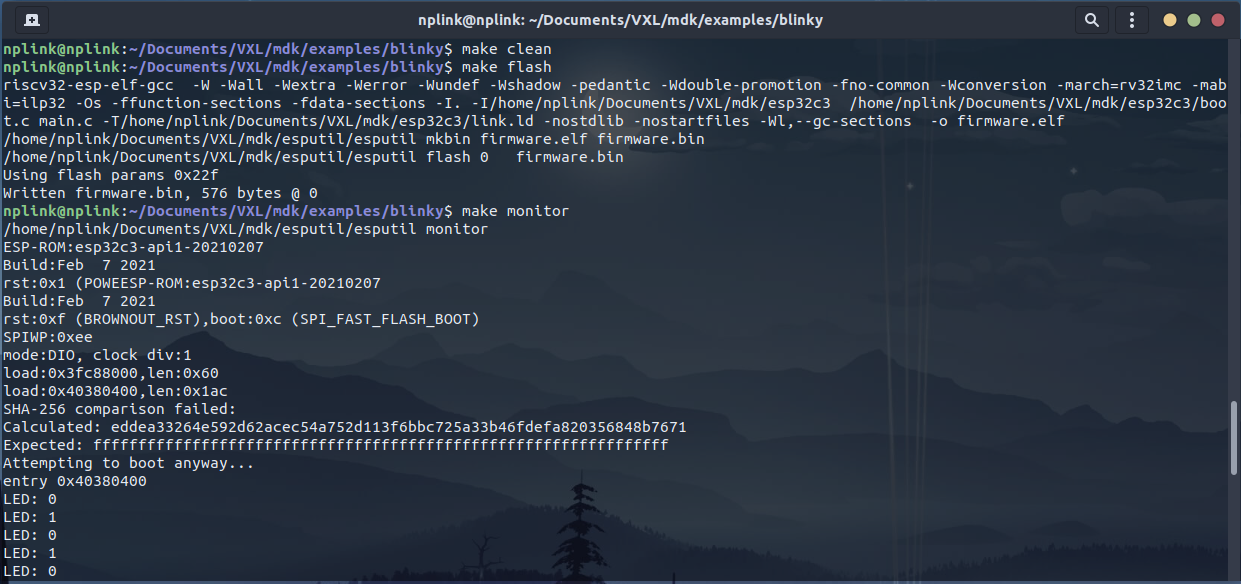 nplink@nplink: ~/Documents/VXL/mdk/examples/blinky
nplink@nplink:~/Documents/VXL/mdk/examples/blinky$ make clean
nplink@nplink:~/Documents/VXL/mdk/examples/blinky$ make flash
riscv32-esp-elf-gcc  -W -Wall -Wextra -Werror -Wundef -Wshadow -pedantic -Wdouble-promotion -fno-common -Wconversion -march=rv32imc -mab
i=ilp32 -Os -ffunction-sections -fdata-sections -I. -I/home/nplink/Documents/VXL/mdk/esp32c3  /home/nplink/Documents/VXL/mdk/esp32c3/boo
t.c main.c -T/home/nplink/Documents/VXL/mdk/esp32c3/link.ld -nostdlib -nostartfiles -Wl,--gc-sections  -o firmware.elf
/home/nplink/Documents/VXL/mdk/esputil/esputil mkbin firmware.elf firmware.bin
/home/nplink/Documents/VXL/mdk/esputil/esputil flash 0   firmware.bin
Using flash params 0x22f
Written firmware.bin, 576 bytes @ 0
nplink@nplink:~/Documents/VXL/mdk/examples/blinky$ make monitor
/home/nplink/Documents/VXL/mdk/esputil/esputil monitor
ESP-ROM:esp32c3-api1-20210207
Build:Feb  7 2021
rst:0x1 (POWEESP-ROM:esp32c3-api1-20210207
Build:Feb  7 2021
rst:0xf (BROWNOUT_RST),boot:0xc (SPI_FAST_FLASH_BOOT)
SPIWP:0xee
mode:DIO, clock div:1
load:0x3fc88000,len:0x60
load:0x40380400,len:0x1ac
SHA-256 comparison failed:
Calculated: eddea33264e592d62acec54a752d113f6bbc725a33b46fdefa820356848b7671
Expected: ffffffffffffffffffffffffffffffffffffffffffffffffffffffffffffffff
Attempting to boot anyway...
entry 0x40380400
LED: 0
LED: 1
LED: 0
LED: 1
LED: 0